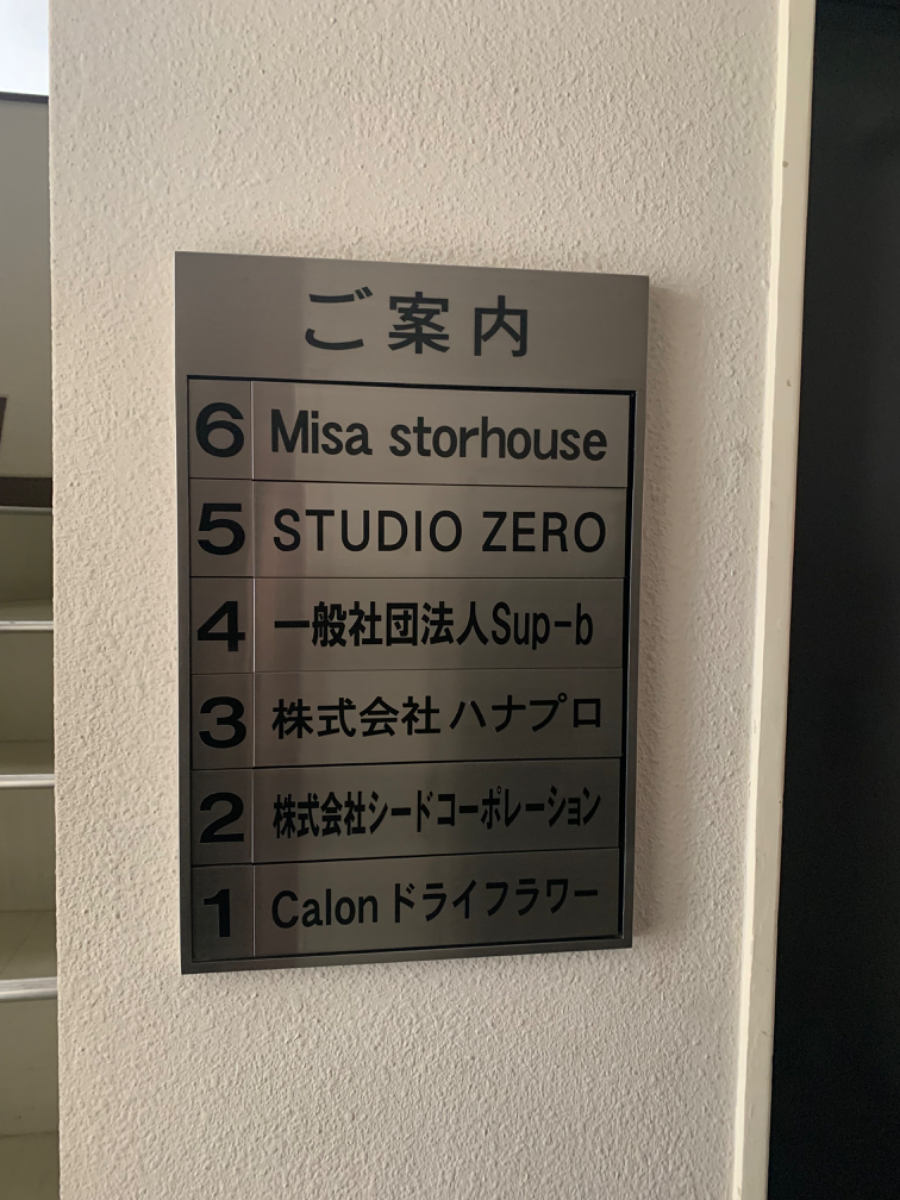 ご案内
6 Misa storhouse
5 STUDIO ZERO
4 一般社団法人Sup-b
3 株式会社 ハナプロ
2 株式会社シードコーポレーション
1 Calon ドライフラワー